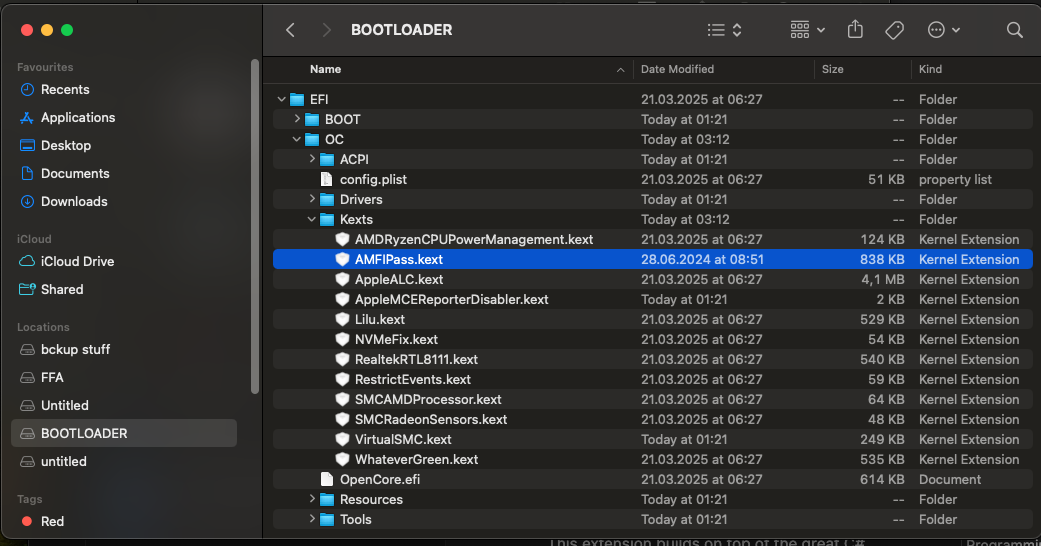 BOOTLOADER
Favourites
Recents
Applications
Desktop
Documents
Downloads
iCloud
iCloud Drive
Shared
Locations
bckup stuff
FFA
Untitled
BOOTLOADER
untitled
Tags
Red
Name Date Modified Size Kind
EFI 21.03.2025 at 06:27 -- Folder
BOOT Today at 01:21 -- Folder
OC Today at 03:12 -- Folder
ACPI Today at 01:21 -- Folder
config.plist 21.03.2025 at 06:27 51 KB property list
Drivers Today at 01:21 -- Folder
Kexts Today at 03:12 -- Folder
AMDRyzenCPUPowerManagement.kext 21.03.2025 at 06:27 124 KB Kernel Extension
AMFIPass.kext 28.06.2024 at 08:51 838 KB Kernel Extension
AppleALC.kext 21.03.2025 at 06:27 4,1 MB Kernel Extension
AppleMCEReporterDisabler.kext Today at 01:21 2 KB Kernel Extension
Lilu.kext 21.03.2025 at 06:27 529 KB Kernel Extension
NVMeFix.kext 21.03.2025 at 06:27 54 KB Kernel Extension
RealtekRTL8111.kext 21.03.2025 at 06:27 540 KB Kernel Extension
RestrictEvents.kext 21.03.2025 at 06:27 59 KB Kernel Extension
SMCAMDProcessor.kext 21.03.2025 at 06:27 64 KB Kernel Extension
SMCRadeonSensors.kext 21.03.2025 at 06:27 48 KB Kernel Extension
VirtualSMC.kext Today at 01:21 249 KB Kernel Extension
WhateverGreen.kext 21.03.2025 at 06:27 535 KB Kernel Extension
OpenCore.efi 21.03.2025 at 06:27 614 KB Document
Resources Today at 01:21 -- Folder
Tools Today at 01:21 -- Folder
This extension builds on top of the great C#